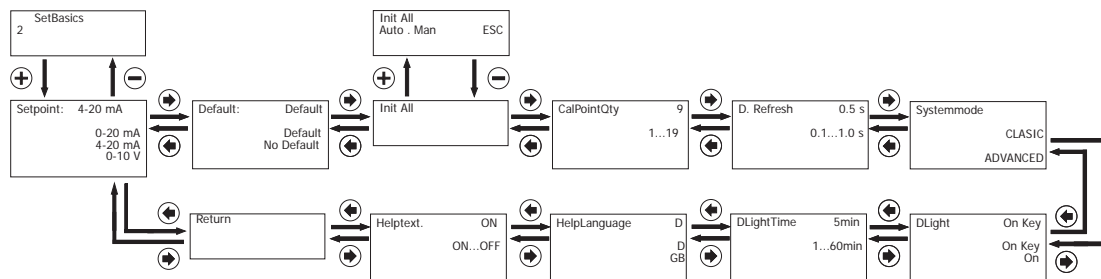 SetBasics
2
Init All
Auto . Man ESC
Setpoint: 4-20 mA
0-20 mA
4-20 mA
0-10 V
Default: Default
Default
No Default
Init All
CalPointQty 9
1...19
D. Refresh 0.5 s
0.1...1.0 s
Systemmode
CLASIC
ADVANCED
Return
Helptext. ON
ON...OFF
HelpLanguage D
D
GB
DLightTime 5min
1...60min
DLight On Key
On Key
On